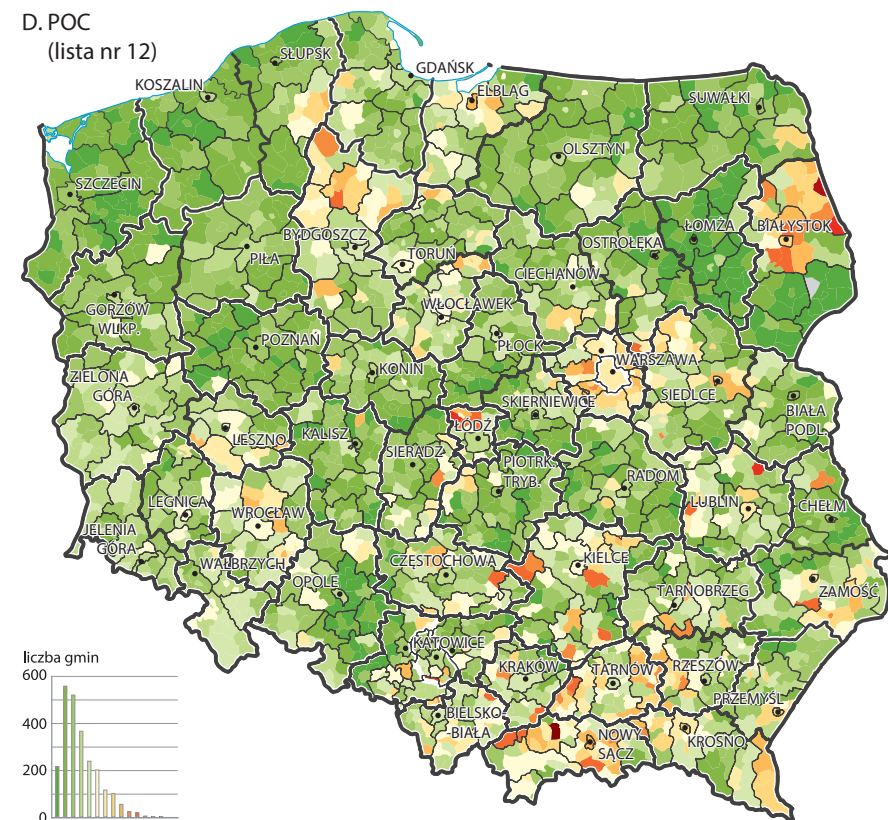 D. POC
(lista nr 12)
SŁUPSK
GDAŃSK
KOSZALIN
ELBLĄG
SUWAŁKI
OLSZTYN
SZCZECIN
BYDGOSZCZ
OSTROŁĘKA
ŁOMŻA
BIAŁYSTOK
PIŁA
TORUŃ
CIECHANÓW
GORZÓW
WLKP.
WŁOCŁAWEK
POZNAŃ
PŁOCK
WARSZAWA
KONIN
ZIELONA
GÓRA
SIEDLCE
SKIERNIEWICE
BIAŁA
PODL.
LESZNO
KALISZ
ŁÓDŹ
SIERADZ
PIOTRK.
TRYB.
RADOM
LEGNICA
WROCŁAW
LUBLIN
CHEŁM
JELENIA
GÓRA
WAŁBRZYCH
CZĘSTOCHOWA
KIELCE
OPOLE
TARNOBRZEG
ZAMOŚĆ
KATOWICE
KRAKÓW
TARNÓW
RZESZÓW
PRZEMYŚL
BIELSKO-
-BIAŁA
NOWY
SĄCZ
KROSNO
liczba gmin
600
400
200
0